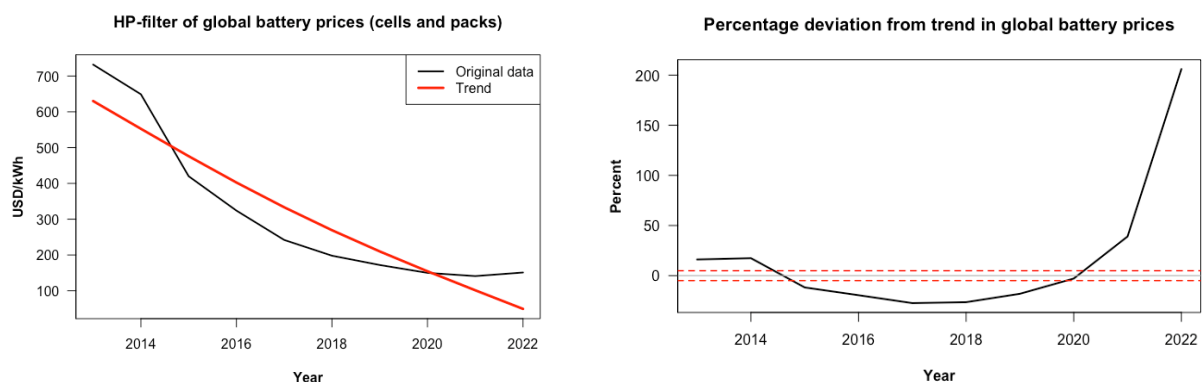 HP-filter of global battery prices (cells and packs)
700
600
500
400
300
200
100
USD/kWh
Original data
Trend
2014 2016 2018 2020 2022
Year
Percentage deviation from trend in global battery prices
200
150
100
50
0
Percent
2014 2016 2018 2020 2022
Year